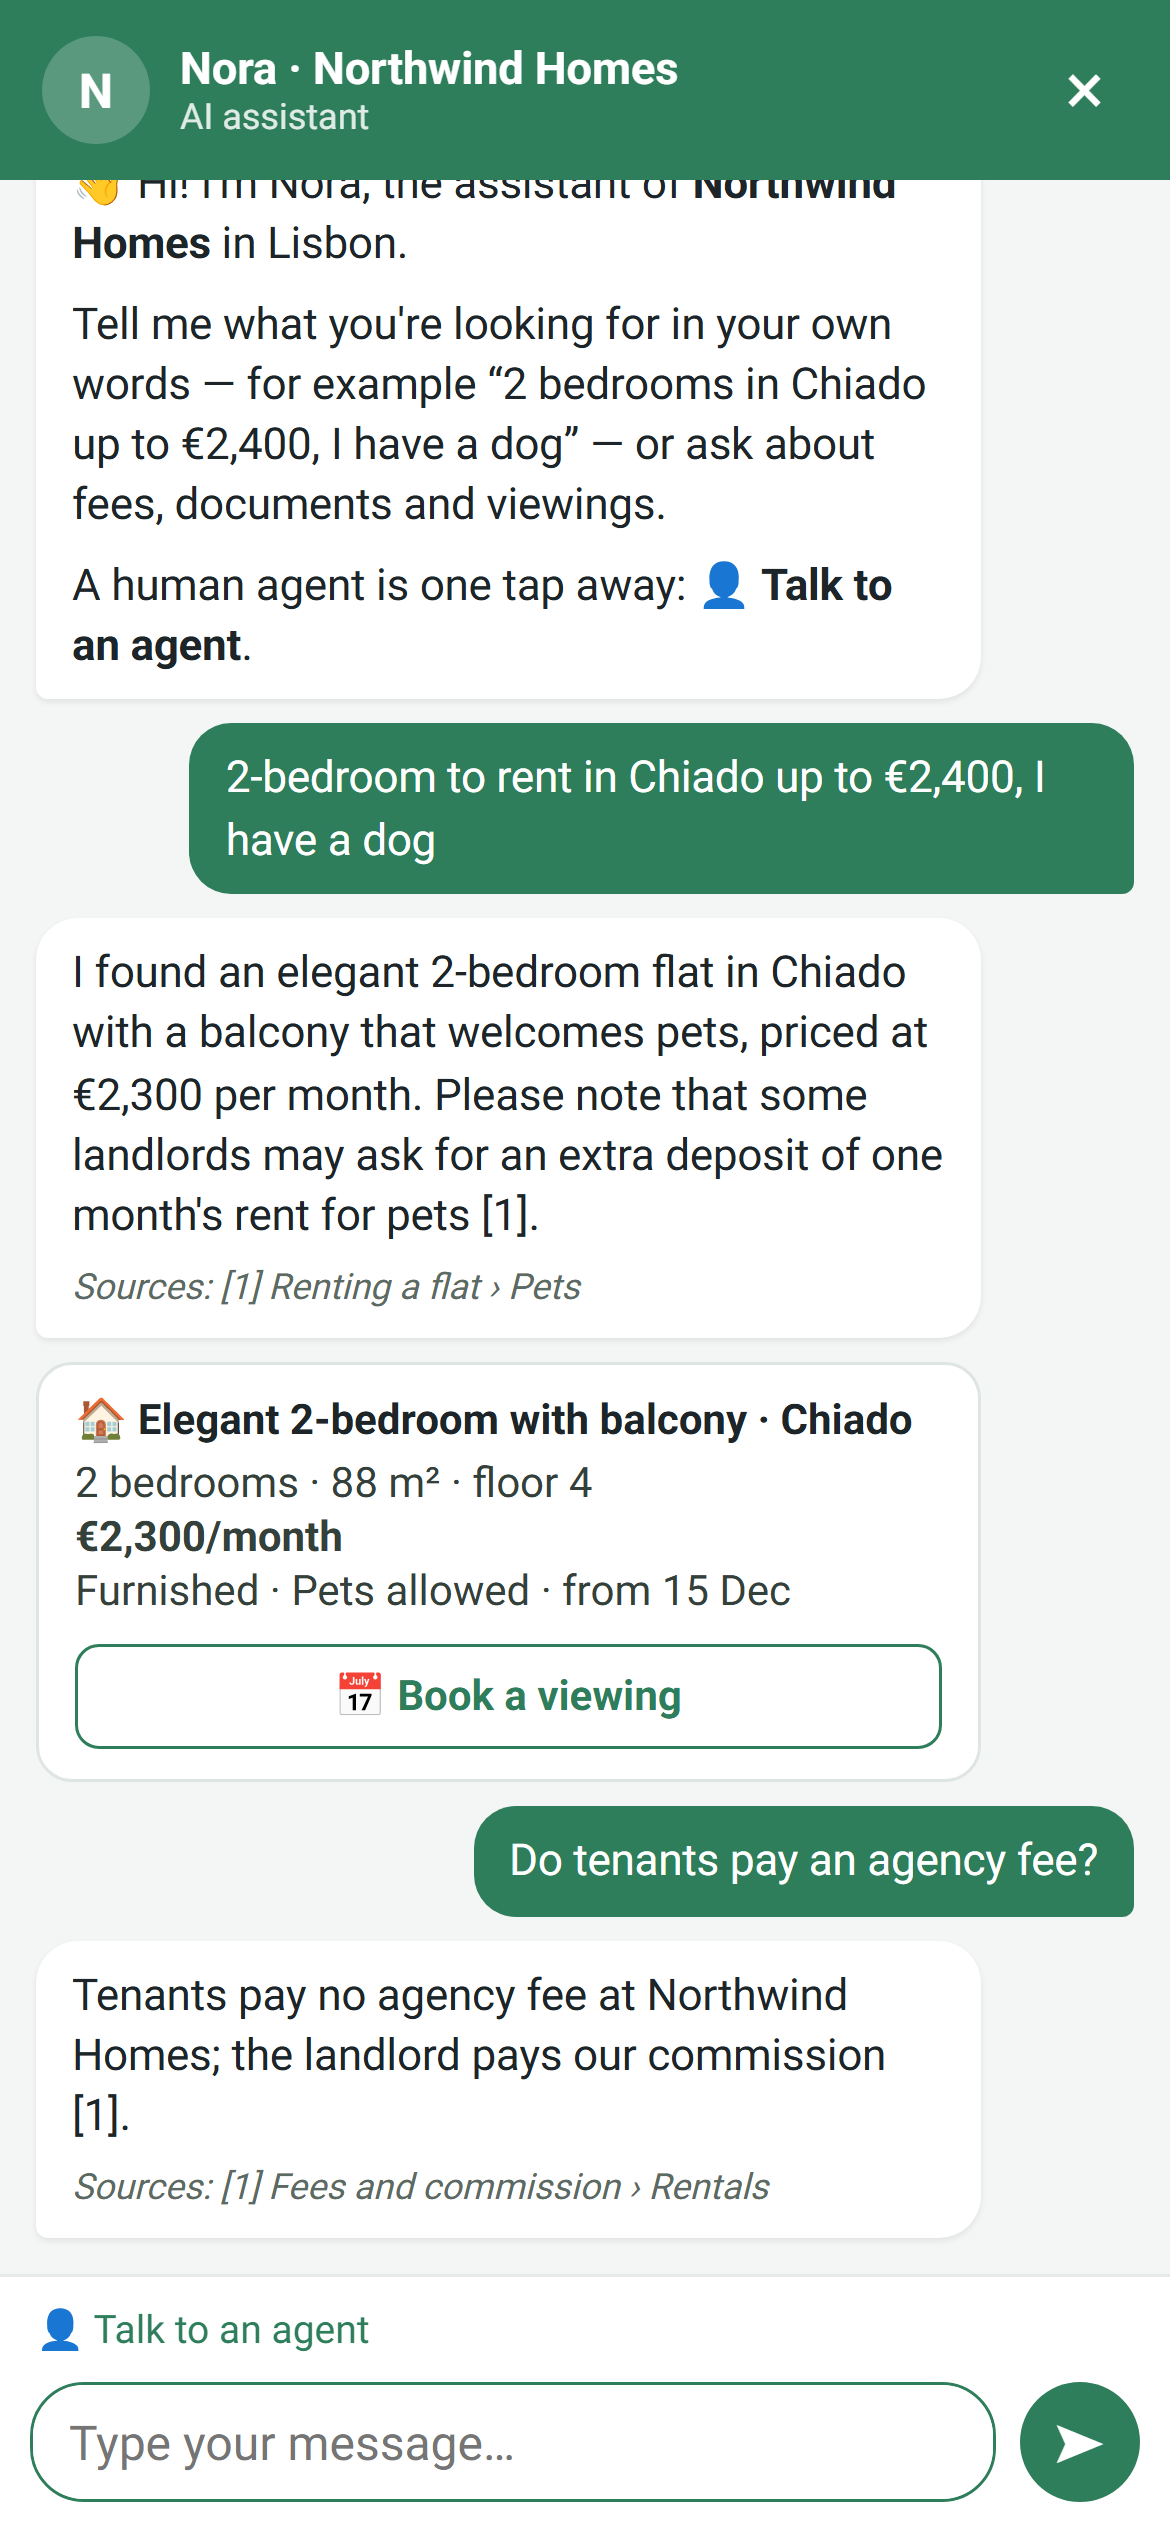 N
Nora · Northwind Homes
AI assistant
👋 Hi! I'm Nora, the assistant of Northwind
Homes in Lisbon.
Tell me what you're looking for in your own
words — for example “2 bedrooms in Chiado
up to €2,400, I have a dog” — or ask about
fees, documents and viewings.
A human agent is one tap away: 👤 Talk to
an agent.
2-bedroom to rent in Chiado up to €2,400, I
have a dog
I found an elegant 2-bedroom flat in Chiado
with a balcony that welcomes pets, priced at
€2,300 per month. Please note that some
landlords may ask for an extra deposit of one
month's rent for pets [1].
Sources: [1] Renting a flat › Pets
🏠 Elegant 2-bedroom with balcony · Chiado
2 bedrooms · 88 m² · floor 4
€2,300/month
Furnished · Pets allowed · from 15 Dec
📅 Book a viewing
Do tenants pay an agency fee?
Tenants pay no agency fee at Northwind
Homes; the landlord pays our commission
[1].
Sources: [1] Fees and commission › Rentals
👤 Talk to an agent
Type your message…